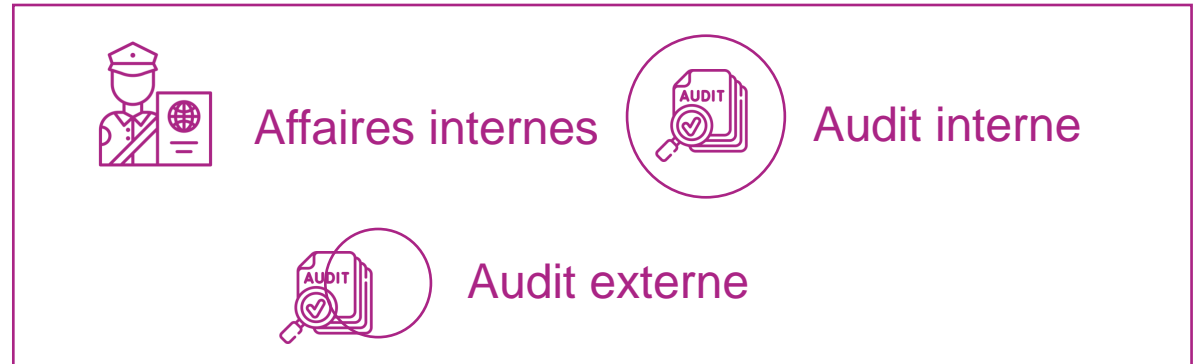 Affaires internes
AUDIT
Audit interne
AUDIT
Audit externe